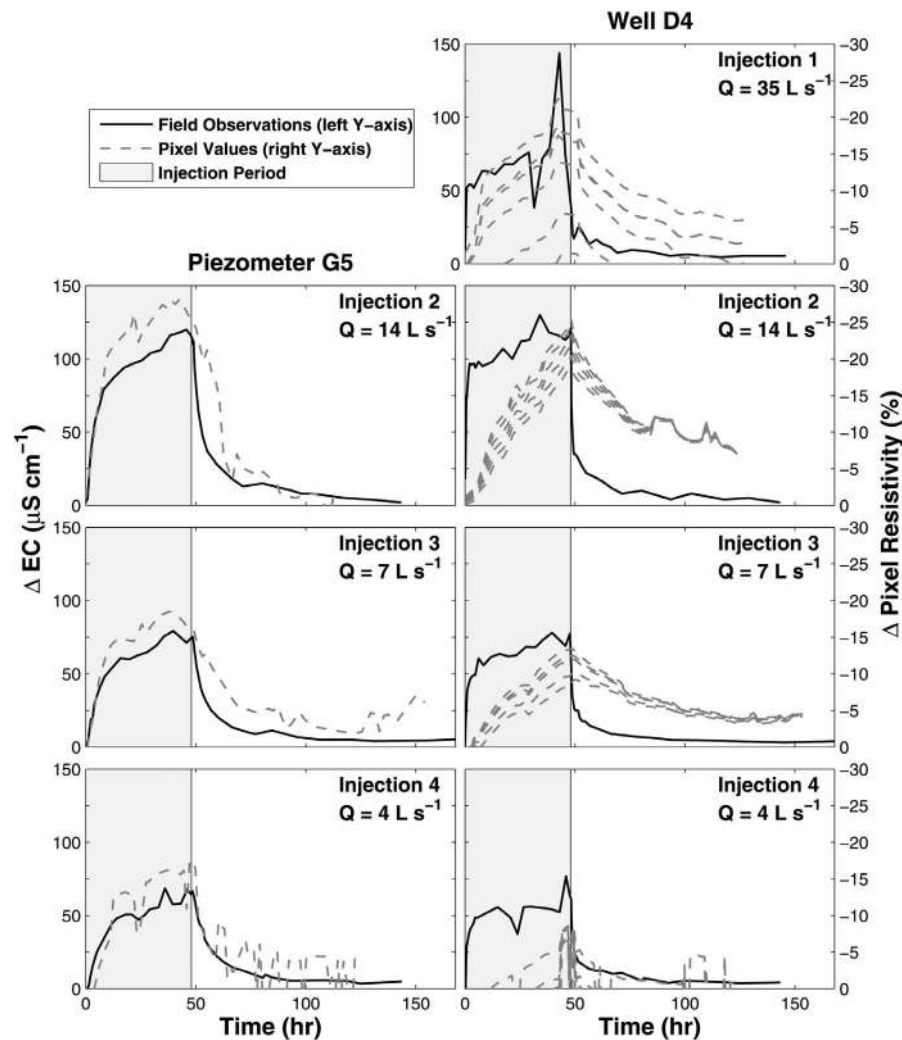 Well D4
Field Observations (left Y-axis)
Pixel Values (right Y-axis)
Injection Period
150
100
50
0
Injection 1
Q = 35 L s⁻¹
-30
-25
-20
-15
-10
-5
0
Piezometer G5
150
100
50
0
Injection 2
Q = 14 L s⁻¹
Injection 2
Q = 14 L s⁻¹
-30
-25
-20
-15
-10
-5
0
Δ EC (µS cm⁻¹)
Δ Pixel Resistivity (%)
150
100
50
0
Injection 3
Q = 7 L s⁻¹
Injection 3
Q = 7 L s⁻¹
-30
-25
-20
-15
-10
-5
0
150
100
50
0
Injection 4
Q = 4 L s⁻¹
Injection 4
Q = 4 L s⁻¹
-30
-25
-20
-15
-10
-5
0
0 50 100 150
0 50 100 150
Time (hr)
Time (hr)